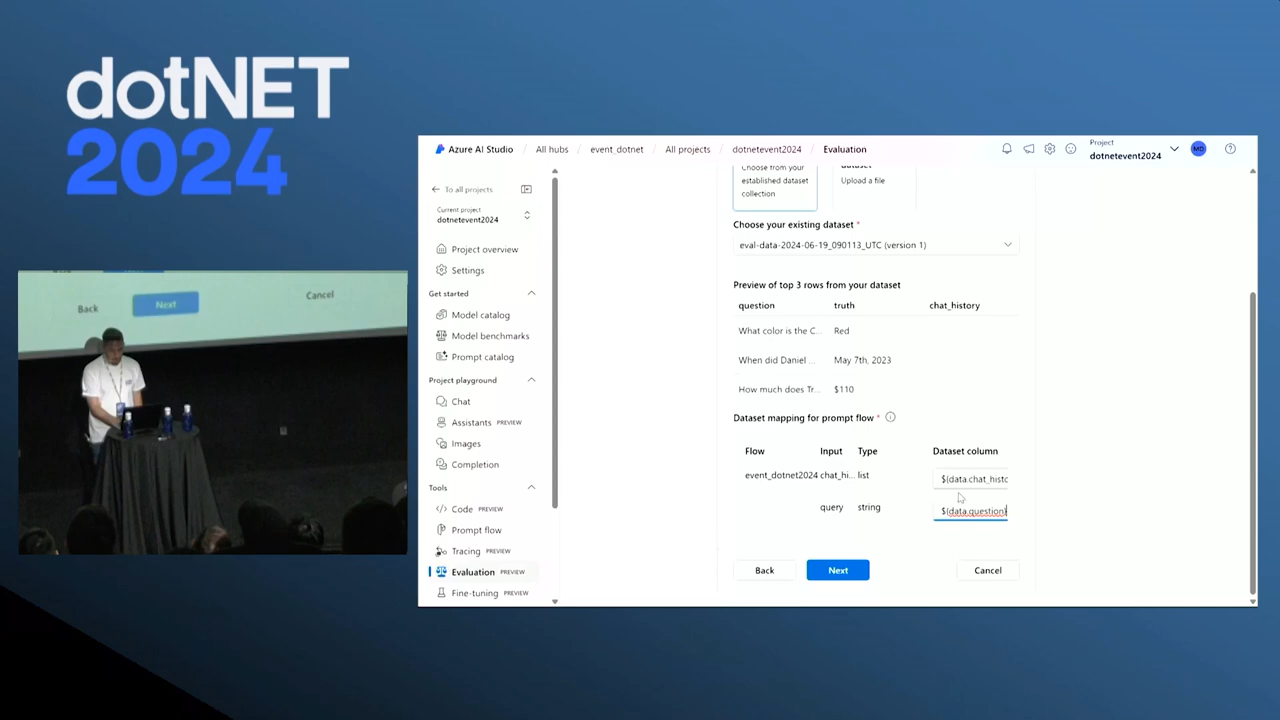 dotNET
2024
Back
Next
Cancel
Azure AI Studio / All hubs / event_dotnet / All projects / dotnetevent2024 / Evaluation
Project
dotnetevent2024
MD
To all projects
Current project
dotnetevent2024
Project overview
Settings
Get started
Model catalog
Model benchmarks
Prompt catalog
Project playground
Chat
Assistants PREVIEW
Images
Completion
Tools
Code PREVIEW
Prompt flow
Tracing PREVIEW
Evaluation PREVIEW
Fine-tuning PREVIEW
Choose from your
established dataset
collection
dataset
Upload a file
Choose your existing dataset *
eval-data-2024-06-19_090113_UTC (version 1)
Preview of top 3 rows from your dataset
question truth chat_history
What color is the C... Red
When did Daniel ... May 7th, 2023
How much does Tr... $110
Dataset mapping for prompt flow *
Flow Input Type Dataset column
event_dotnet2024 chat_hi... list ${data.chat_histo
query string ${data.question}
Back
Next
Cancel